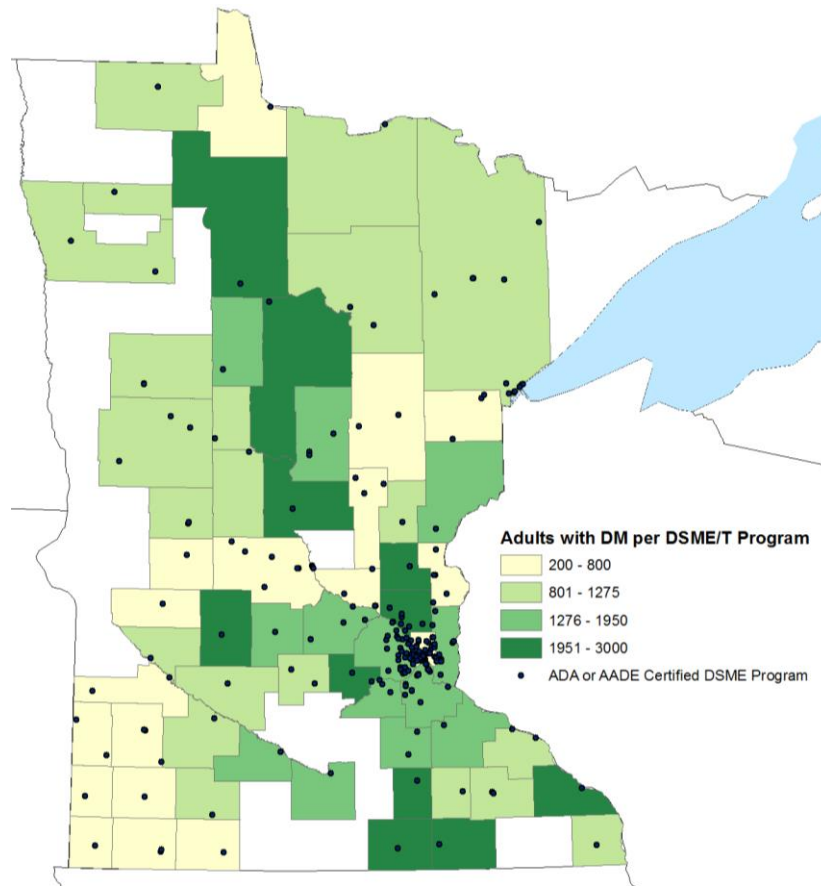 Adults with DM per DSME/T Program
200 - 800
801 - 1275
1276 - 1950
1951 - 3000
ADA or AADE Certified DSME Program